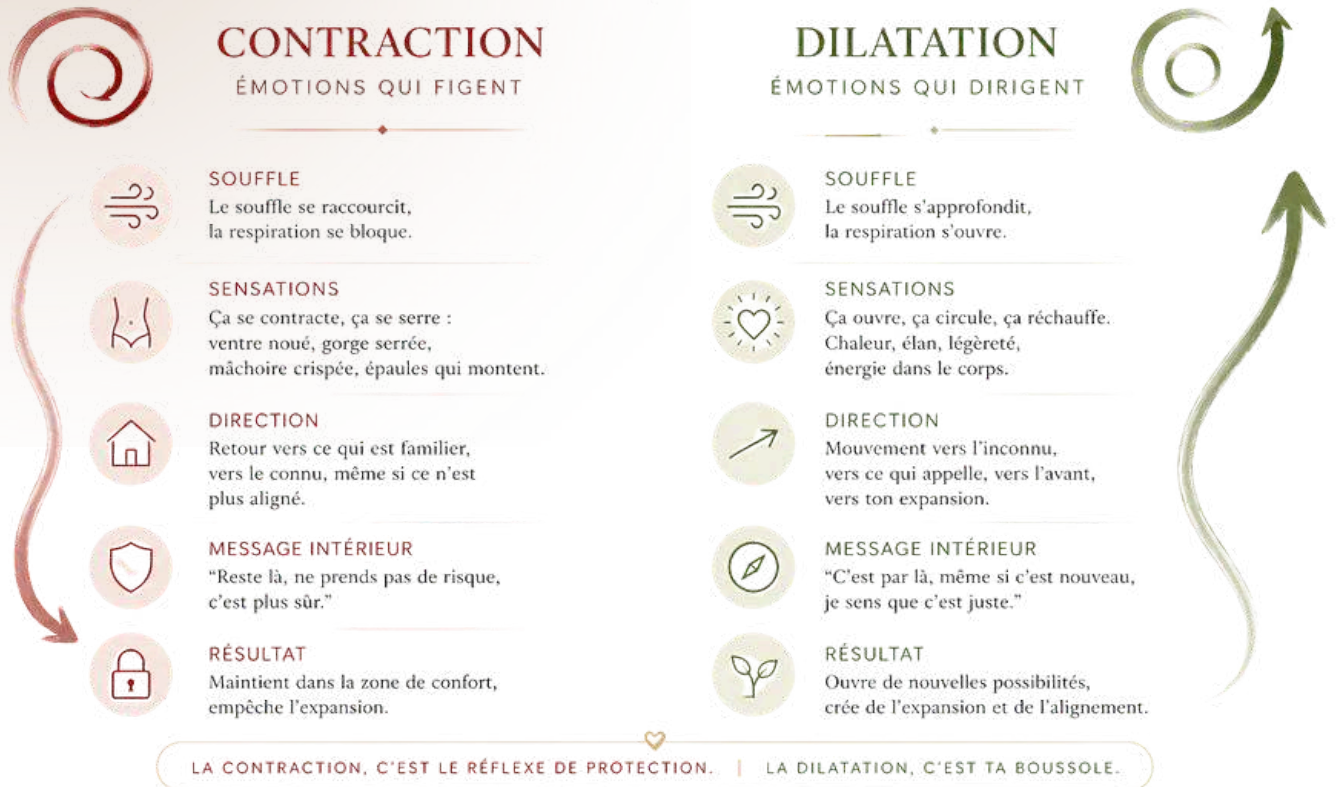 CONTRACTION
ÉMOTIONS QUI FIGENT
SOUFFLE
Le souffle se raccourcit,
la respiration se bloque.
SENSATIONS
Ça se contracte, ça se serre :
ventre noué, gorge serrée,
mâchoire crispée, épaules qui montent.
DIRECTION
Retour vers ce qui est familier,
vers le connu, même si ce n'est
plus aligné.
MESSAGE INTÉRIEUR
"Reste là, ne prends pas de risque,
c'est plus sûr."
RÉSULTAT
Maintient dans la zone de confort,
empêche l'expansion.
DILATATION
ÉMOTIONS QUI DIRIGENT
SOUFFLE
Le souffle s'approfondit,
la respiration s'ouvre.
SENSATIONS
Ça ouvre, ça circule, ça réchauffe.
Chaleur, élan, légèreté,
énergie dans le corps.
DIRECTION
Mouvement vers l'inconnu,
vers ce qui appelle, vers l'avant,
vers ton expansion.
MESSAGE INTÉRIEUR
"C'est par là, même si c'est nouveau,
je sens que c'est juste."
RÉSULTAT
Ouvre de nouvelles possibilités,
crée de l'expansion et de l'alignement.
LA CONTRACTION, C'EST LE RÉFLEXE DE PROTECTION. | LA DILATATION, C'EST TA BOUSSOLE.